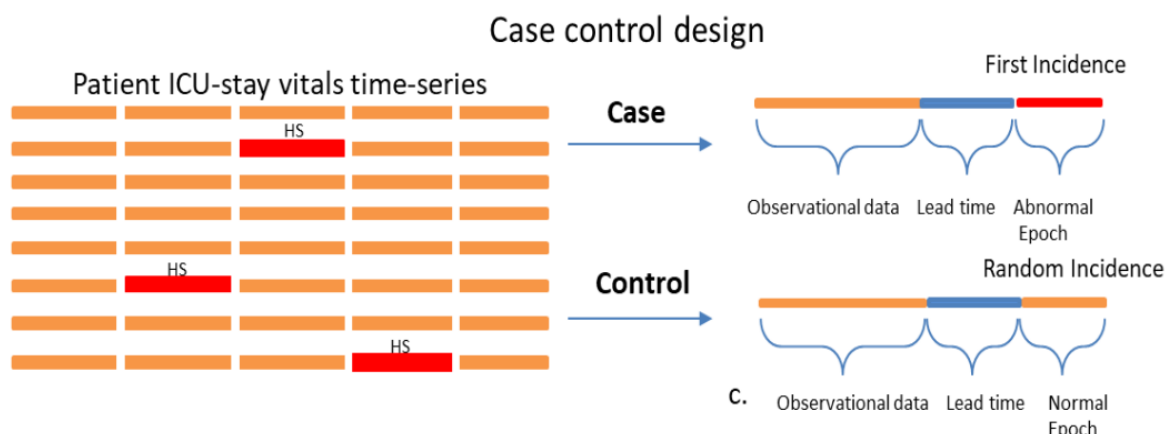 Case control design
Patient ICU-stay vitals time-series
HS
HS
HS
Case
First Incidence
Observational data
Lead time
Abnormal
Epoch
Control
Random Incidence
c.
Observational data
Lead time
Normal
Epoch